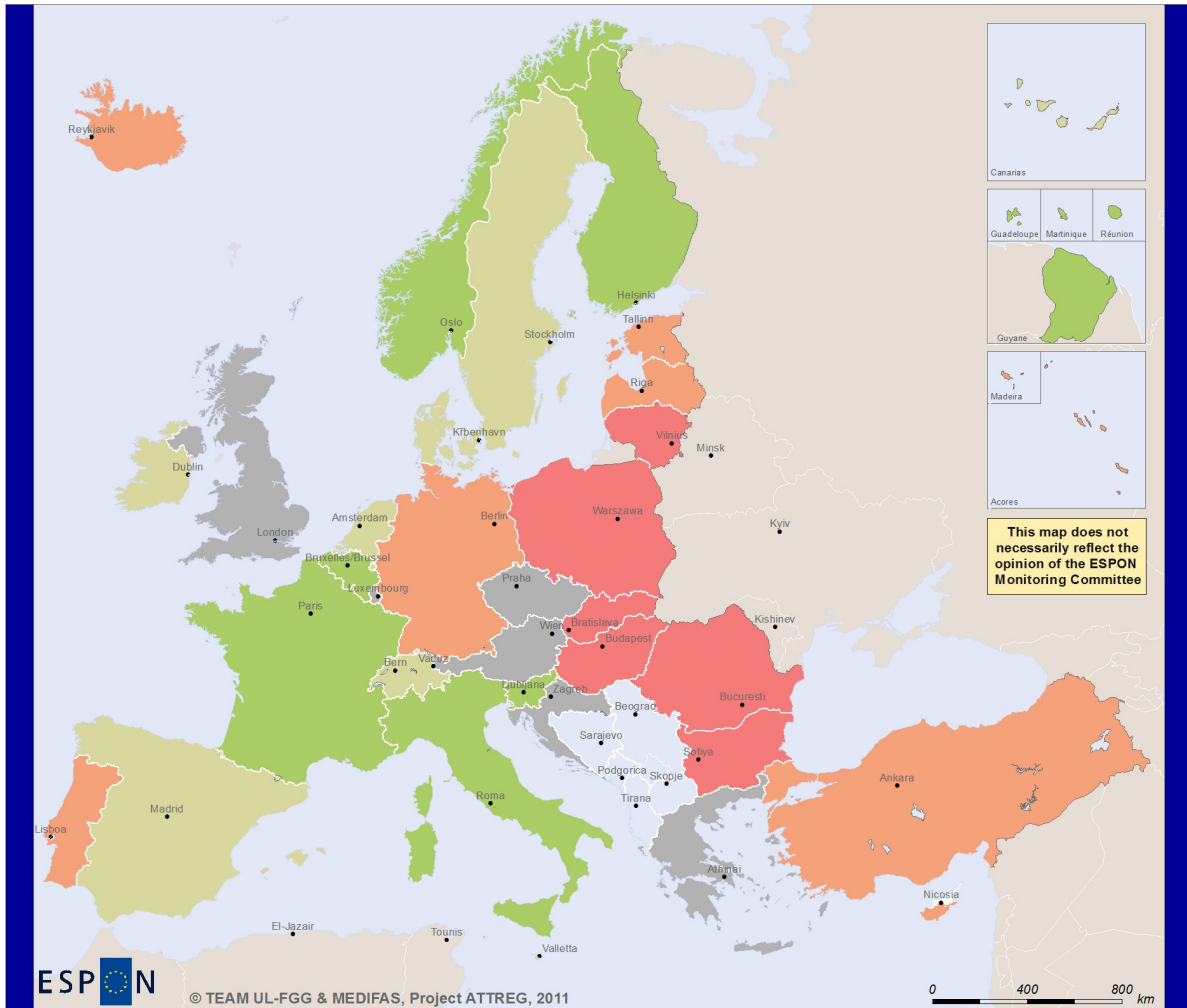 Reykjavik
Canarias
Guadeloupe
Martinique
Réunion
Guyane
Helsinki
Oslo
Tallinn
Stockholm
Madeira
Riga
Křbenhavn
Vilnius
Minsk
Dublin
Acores
Amsterdam
Berlin
Warszawa
London
Kyiv
This map does not
necessarily reflect the
opinion of the ESPON
Monitoring Committee
Bruxelles/Brussel
Praha
Luxembourg
Paris
Kishinev
Wien
Bratislava
Budapest
Bern
Vaduz
Ljubljana
Zagreb
Bucuresti
Beograd
Sarajevo
Sofiya
Podgorica
Skopje
Ankara
Tirana
Roma
Madrid
Lisboa
Athinai
Nicosia
El-Jazair
Tounis
Valletta
ESPON
© TEAM UL-FGG & MEDIFAS, Project ATTREG, 2011
0 400 800
km